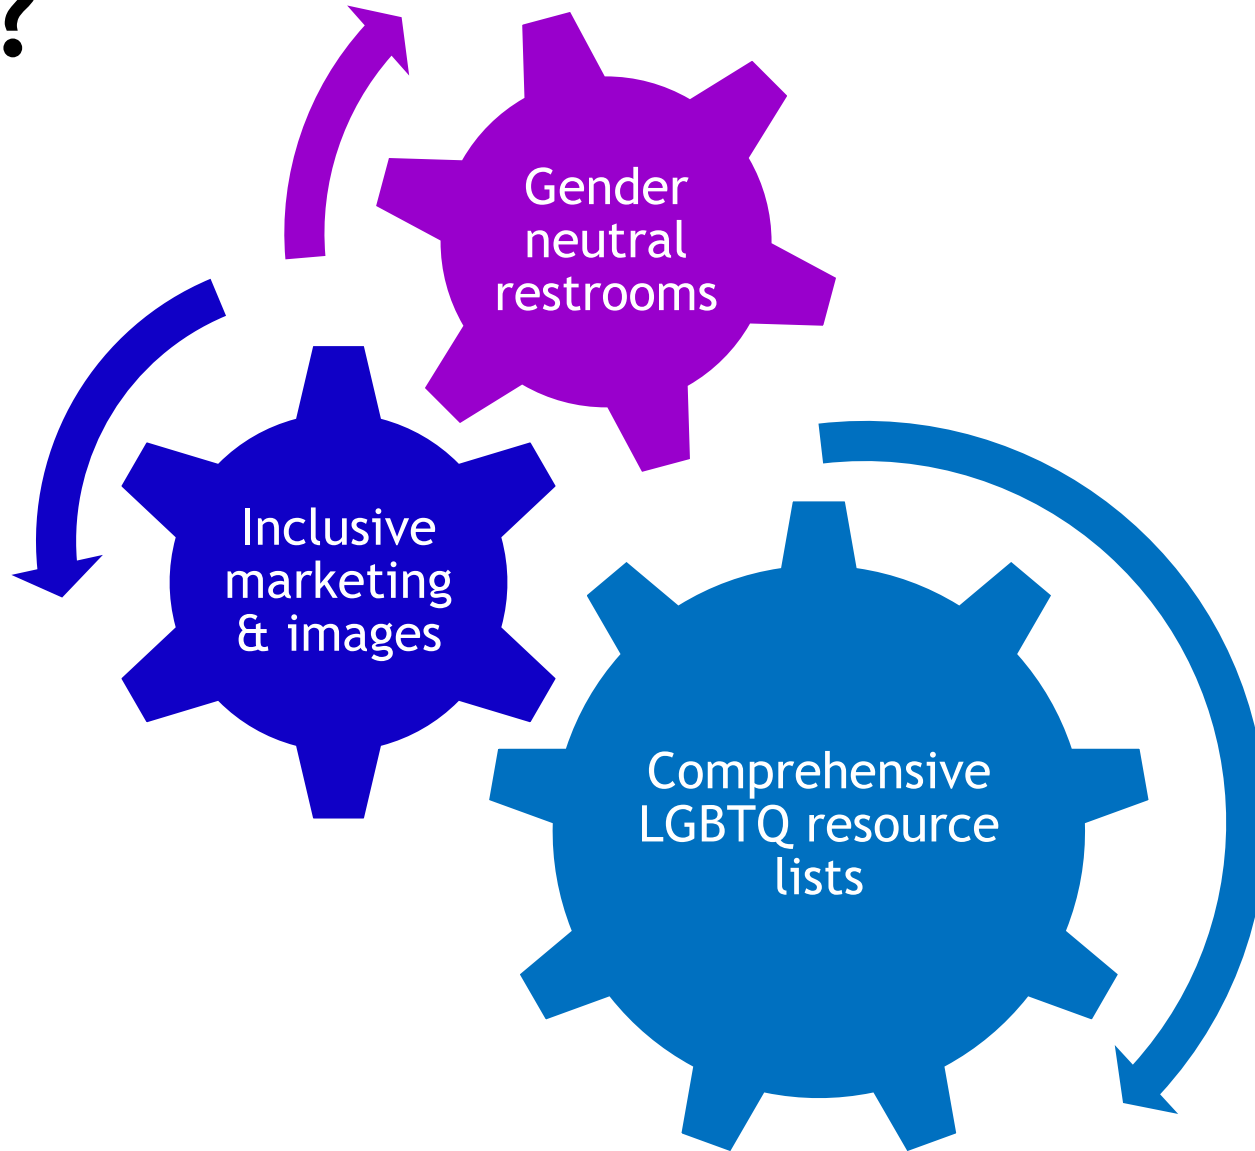 ?
Gender
neutral
restrooms
Inclusive
marketing
& images
Comprehensive
LGBTQ resource
lists